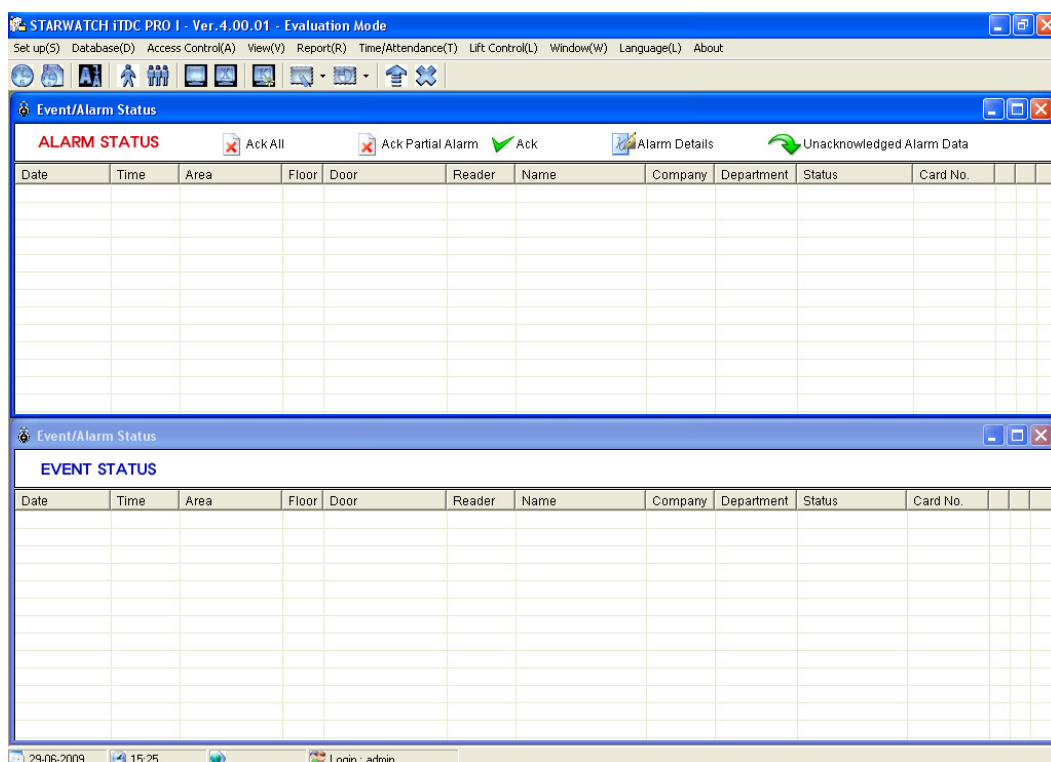 STARWATCH iTDC PRO I - Ver.4.00.01 - Evaluation Mode
Set up(S) Database(D) Access Control(A) View(V) Report(R) Time/Attendance(T) Lift Control(L) Window(W) Language(L) About
Event/Alarm Status
ALARM STATUS Ack All Ack Partial Alarm Ack Alarm Details Unacknowledged Alarm Data
Date Time Area Floor Door Reader Name Company Department Status Card No.
Event/Alarm Status
EVENT STATUS
Date Time Area Floor Door Reader Name Company Department Status Card No.
29-06-2009 15:25 Login : admin